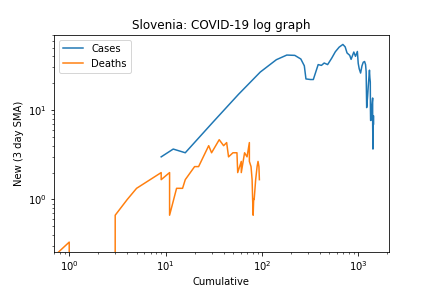 Slovenia: COVID-19 log graph
Cases
Deaths
New (3 day SMA)
10¹
10⁰
10⁰
10¹
10²
10³
Cumulative